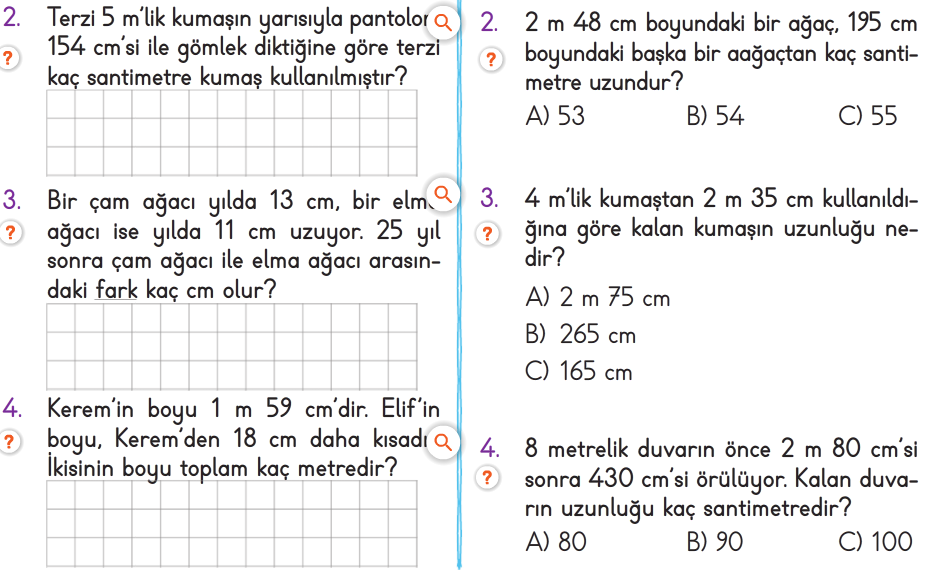 2. Terzi 5 m'lik kumaşın yarısıyla pantolon
? 154 cm'si ile gömlek diktiğine göre terzi
kaç santimetre kumaş kullanılmıştır?
3. Bir çam ağacı yılda 13 cm, bir elma
? ağacı ise yılda 11 cm uzuyor. 25 yıl
sonra çam ağacı ile elma ağacı arasın-
daki fark kaç cm olur?
4. Kerem'in boyu 1 m 59 cm'dir. Elif'in
? boyu, Kerem'den 18 cm daha kısadı
İkisinin boyu toplam kaç metredir?
2. 2 m 48 cm boyundaki bir ağaç, 195 cm
? boyundaki başka bir aağaçtan kaç santi-
metre uzundur?
A) 53 B) 54 C) 55
3. 4 m'lik kumaştan 2 m 35 cm kullanıldı-
? ğına göre kalan kumaşın uzunluğu ne-
dir?
A) 2 m 75 cm
B) 265 cm
C) 165 cm
4. 8 metrelik duvarın önce 2 m 80 cm'si
? sonra 430 cm'si örülüyor. Kalan duva-
rın uzunluğu kaç santimetredir?
A) 80 B) 90 C) 100